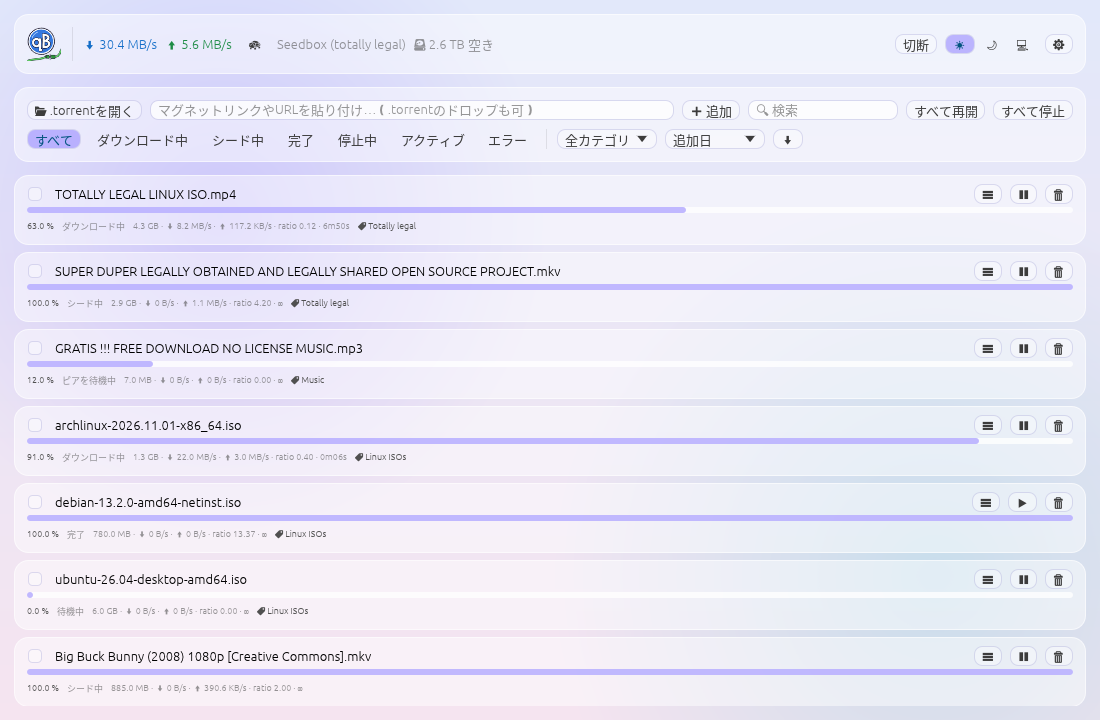 qB 30.4 MB/s 5.6 MB/s Seedbox (totally legal) 2.6 TB 空き 切断
.torrentを開く マグネットリンクやURLを貼り付け… ( .torrentのドロップも可 ) + 追加 検索 すべて再開 すべて停止
すべて ダウンロード中 シード中 完了 停止中 アクティブ エラー 全カテゴリ 追加日
TOTALLY LEGAL LINUX ISO.mp4
63.0 % ダウンロード中 4.3 GB · 8.2 MB/s · 117.2 KB/s · ratio 0.12 · 6m50s Totally legal
SUPER DUPER LEGALLY OBTAINED AND LEGALLY SHARED OPEN SOURCE PROJECT.mkv
100.0 % シード中 2.9 GB · 0 B/s · 1.1 MB/s · ratio 4.20 · ∞ Totally legal
GRATIS !!! FREE DOWNLOAD NO LICENSE MUSIC.mp3
12.0 % ピアを待機中 7.0 MB · 0 B/s · 0 B/s · ratio 0.00 · ∞ Music
archlinux-2026.11.01-x86_64.iso
91.0 % ダウンロード中 1.3 GB · 22.0 MB/s · 3.0 MB/s · ratio 0.40 · 0m06s Linux ISOs
debian-13.2.0-amd64-netinst.iso
100.0 % 完了 780.0 MB · 0 B/s · 0 B/s · ratio 13.37 · ∞ Linux ISOs
ubuntu-26.04-desktop-amd64.iso
0.0 % 待機中 6.0 GB · 0 B/s · 0 B/s · ratio 0.00 · ∞ Linux ISOs
Big Buck Bunny (2008) 1080p [Creative Commons].mkv
100.0 % シード中 885.0 MB · 0 B/s · 390.6 KB/s · ratio 2.00 · ∞